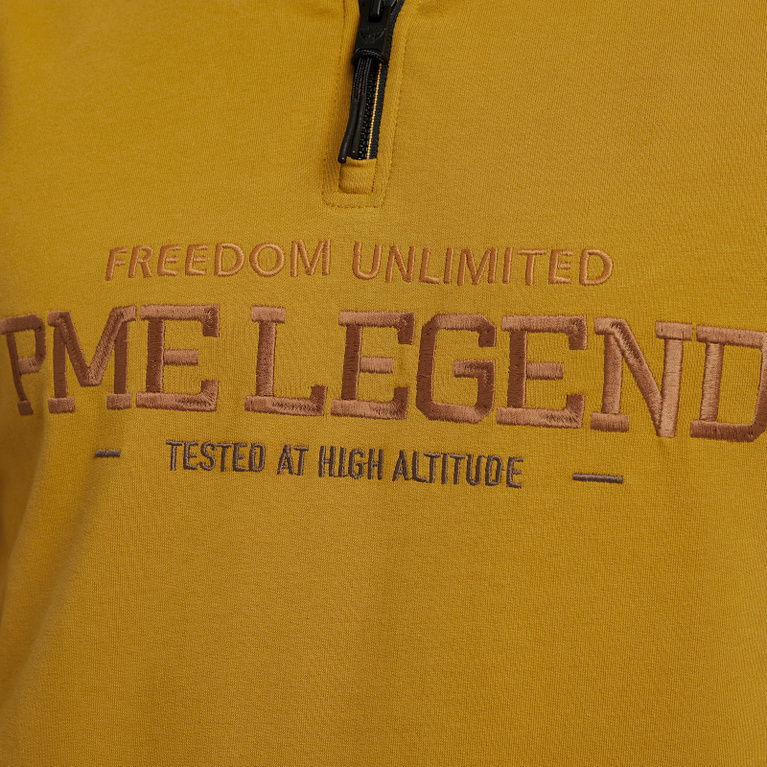 FREEDOM UNLIMITED
PME LEGEND
TESTED AT HIGH ALTITUDE